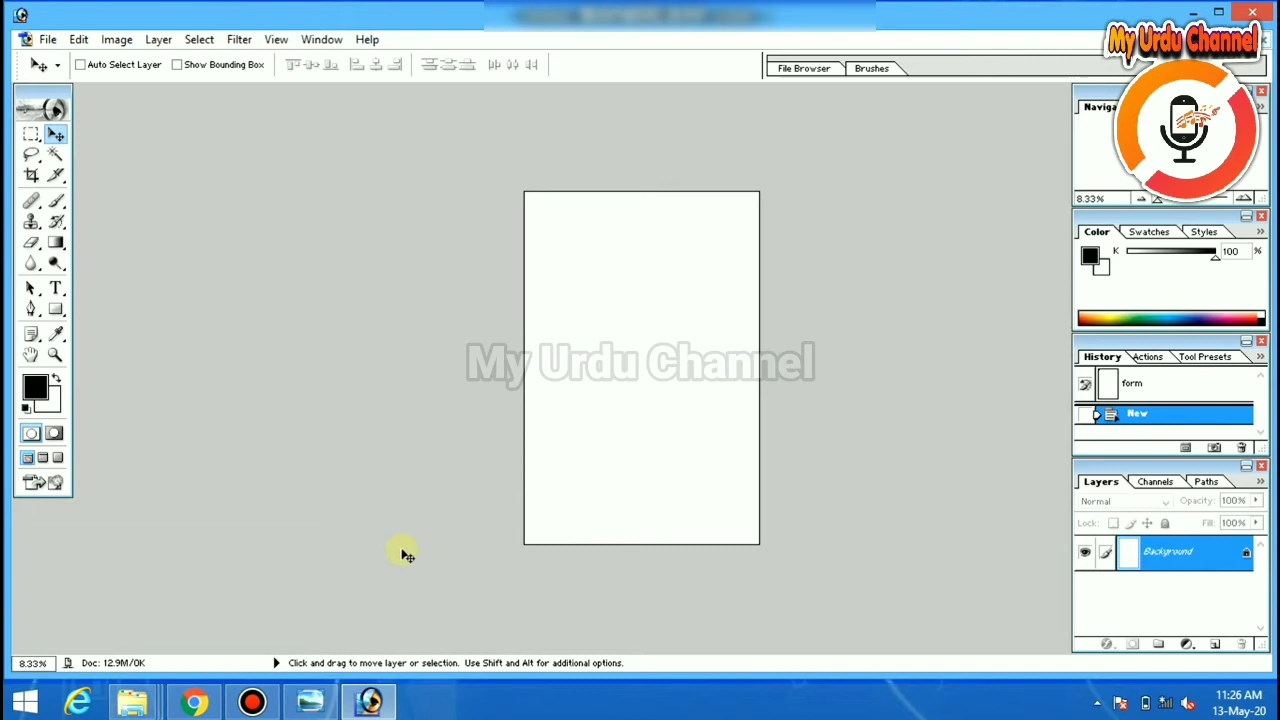 File Edit Image Layer Select Filter View Window Help
My Urdu Channel
Auto Select Layer Show Bounding Box
File Browser Brushes
8.33%
Color Swatches Styles
K 100 %
History Actions Tool Presets
form
New
My Urdu Channel
Layers Channels Paths
Normal Opacity: 100%
Lock: Fill: 100%
Background
8.33% Doc: 12.9M/0K Click and drag to move layer or selection. Use Shift and Alt for additional options.
11:26 AM
13-May-20